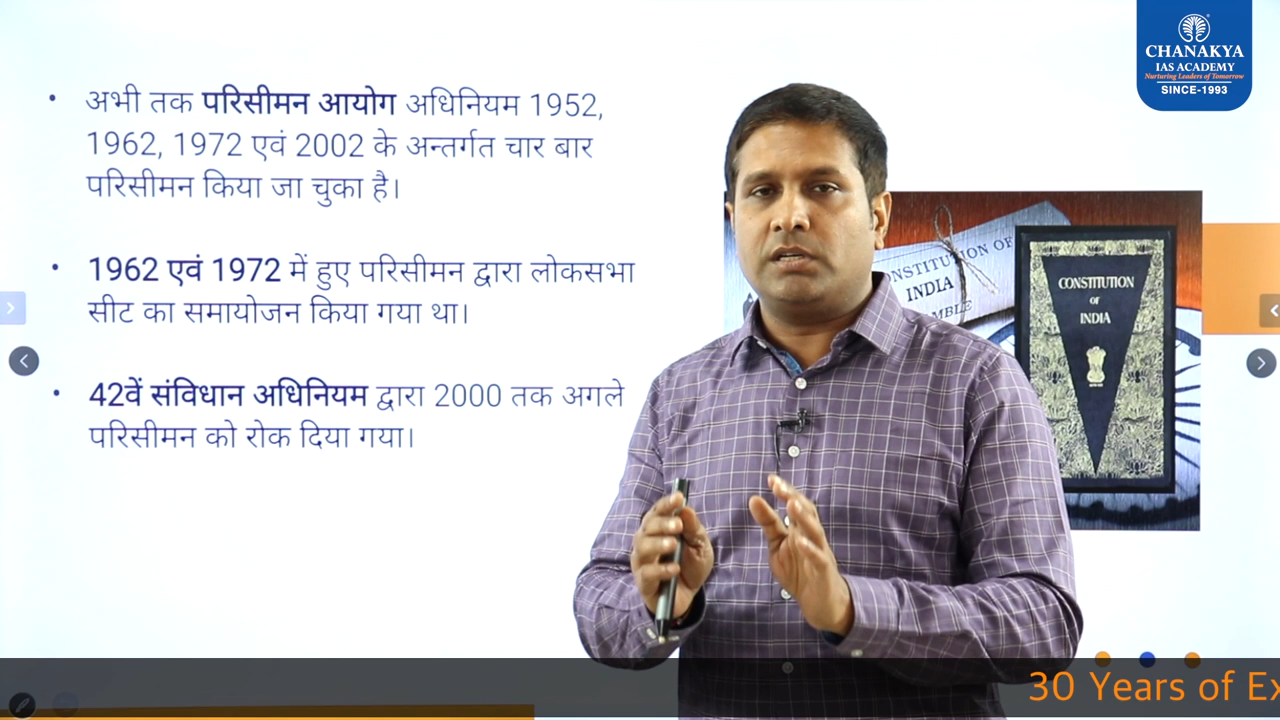 CHANAKYA
IAS ACADEMY
Nurturing Leaders of Tomorrow
SINCE-1993
• अभी तक परिसीमन आयोग अधिनियम 1952,
1962, 1972 एवं 2002 के अन्तर्गत चार बार
परिसीमन किया जा चुका है।
• 1962 एवं 1972 में हुए परिसीमन द्वारा लोकसभा
सीट का समायोजन किया गया था।
• 42वें संविधान अधिनियम द्वारा 2000 तक अगले
परिसीमन को रोक दिया गया।
CONSTITUTION OF
INDIA
CONSTITUTION
OF
INDIA
30 Years of